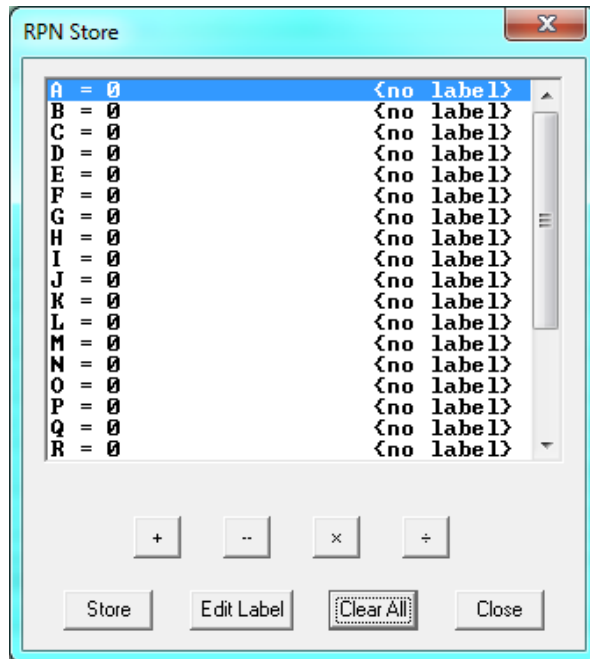 RPN Store
A = 0 {no label}
B = 0 {no label}
C = 0 {no label}
D = 0 {no label}
E = 0 {no label}
F = 0 {no label}
G = 0 {no label}
H = 0 {no label}
I = 0 {no label}
J = 0 {no label}
K = 0 {no label}
L = 0 {no label}
M = 0 {no label}
N = 0 {no label}
O = 0 {no label}
P = 0 {no label}
Q = 0 {no label}
R = 0 {no label}
+ -- × ÷
Store Edit Label Clear All Close